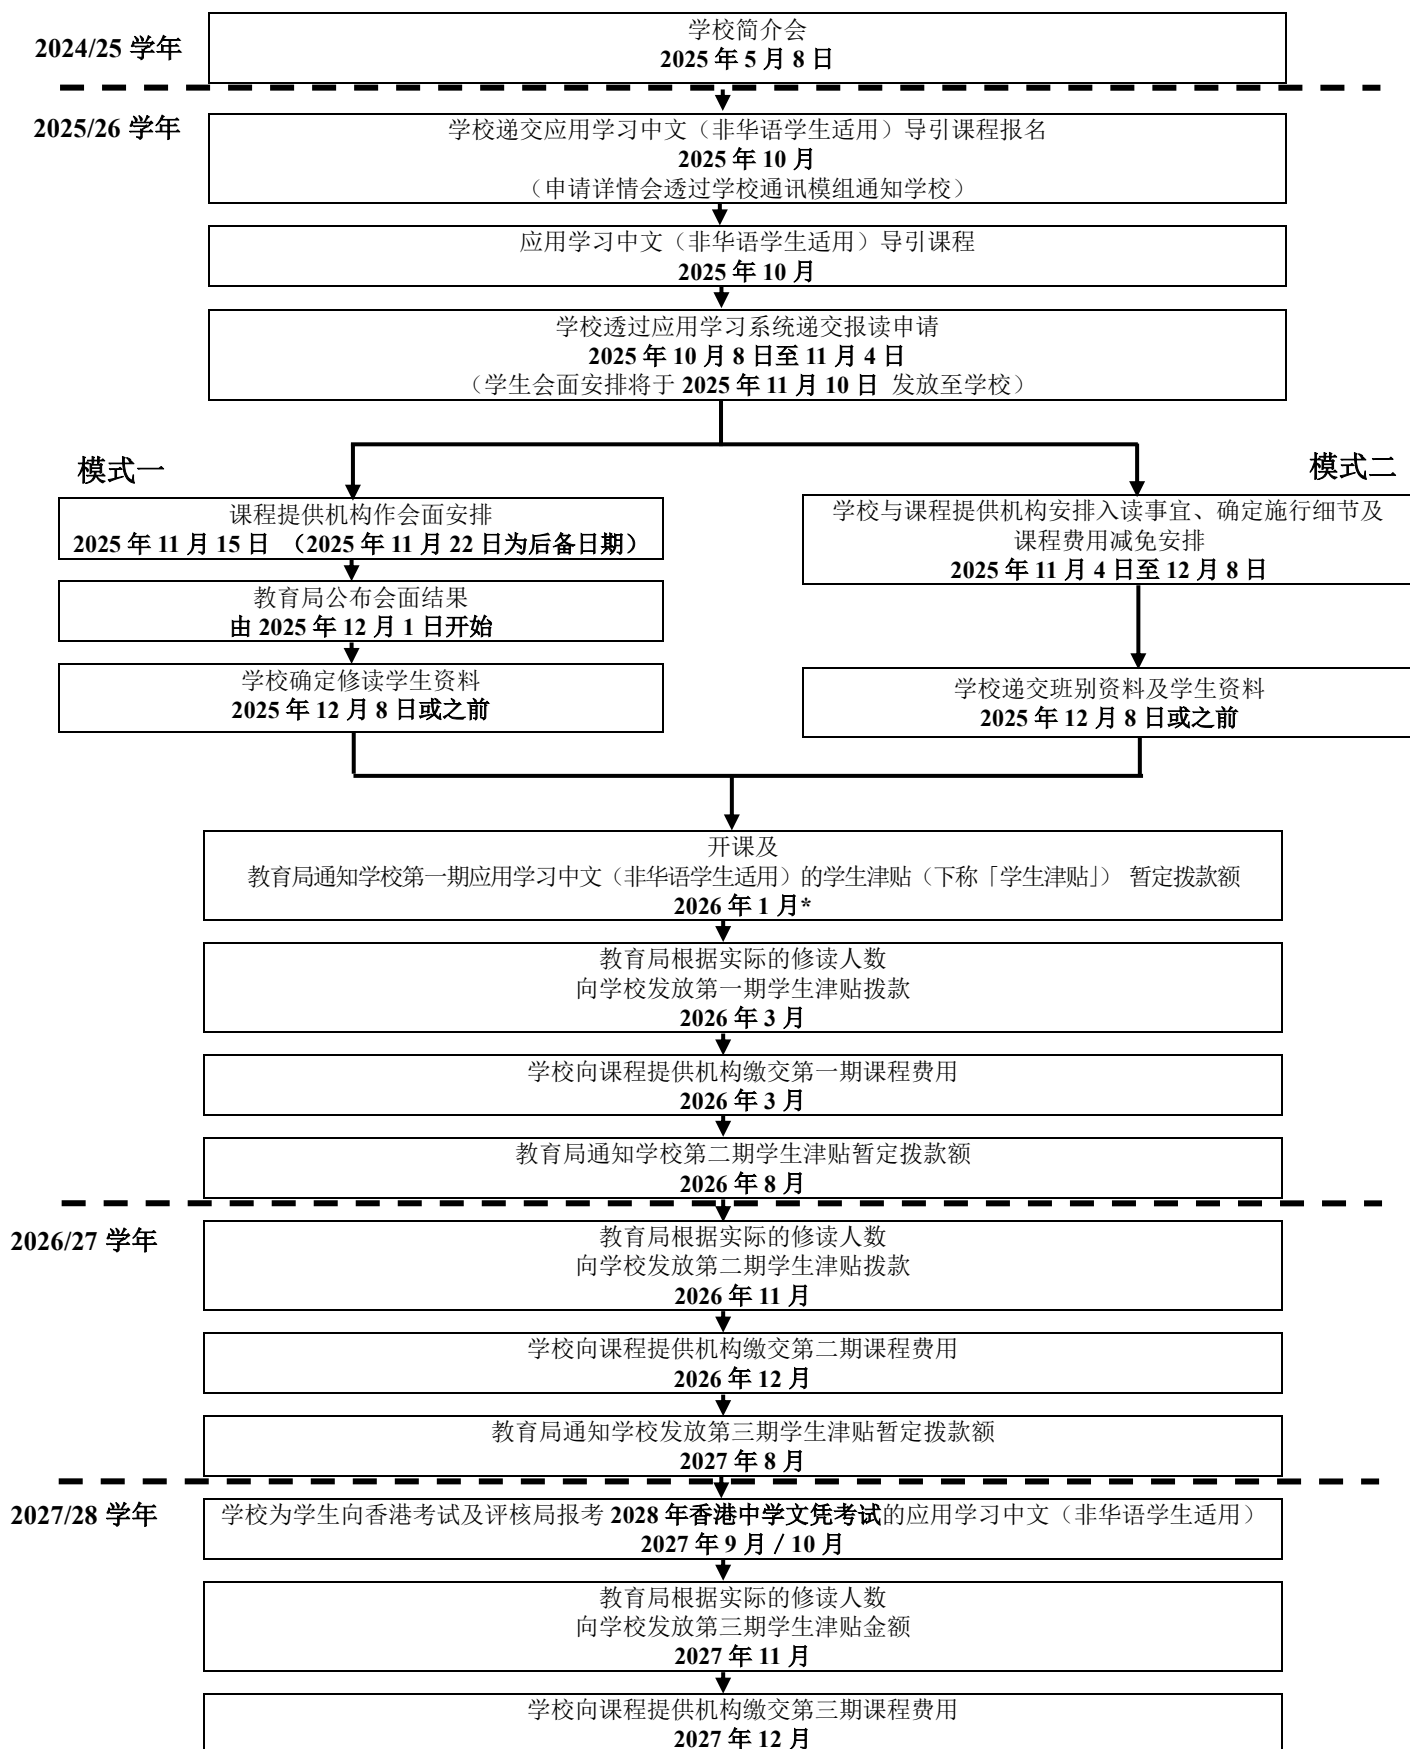 2024/25 学年
学校简介会
2025 年 5 月 8 日
2025/26 学年
学校递交应用学习中文（非华语学生适用）导引课程报名
2025 年 10 月
（申请详情会透过学校通讯模组通知学校）
应用学习中文（非华语学生适用）导引课程
2025 年 10 月
学校透过应用学习系统递交报读申请
2025 年 10 月 8 日至 11 月 4 日
（学生会面安排将于 2025 年 11 月 10 日 发放至学校）
模式一
课程提供机构作会面安排
2025 年 11 月 15 日 （2025 年 11 月 22 日为后备日期）
教育局公布会面结果
由 2025 年 12 月 1 日开始
学校确定修读学生资料
2025 年 12 月 8 日或之前
模式二
学校与课程提供机构安排入读事宜、确定施行细节及
课程费用减免安排
2025 年 11 月 4 日至 12 月 8 日
学校递交班别资料及学生资料
2025 年 12 月 8 日或之前
开课及
教育局通知学校第一期应用学习中文（非华语学生适用）的学生津贴（下称「学生津贴」） 暂定拨款额
2026 年 1 月*
教育局根据实际的修读人数
向学校发放第一期学生津贴拨款
2026 年 3 月
学校向课程提供机构缴交第一期课程费用
2026 年 3 月
教育局通知学校第二期学生津贴暂定拨款额
2026 年 8 月
2026/27 学年
教育局根据实际的修读人数
向学校发放第二期学生津贴拨款
2026 年 11 月
学校向课程提供机构缴交第二期课程费用
2026 年 12 月
教育局通知学校发放第三期学生津贴暂定拨款额
2027 年 8 月
2027/28 学年
学校为学生向香港考试及评核局报考 2028 年香港中学文凭考试的应用学习中文（非华语学生适用）
2027 年 9 月 / 10 月
教育局根据实际的修读人数
向学校发放第三期学生津贴金额
2027 年 11 月
学校向课程提供机构缴交第三期课程费用
2027 年 12 月